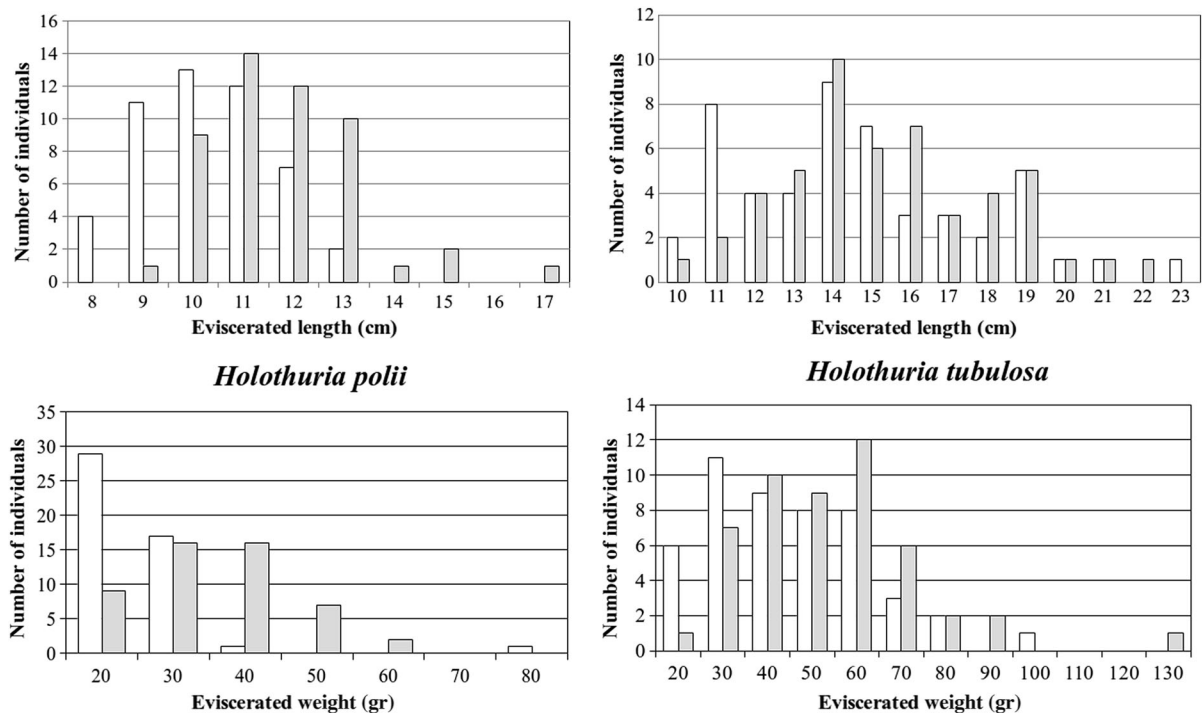 Number of individuals
16
14
12
10
8
6
4
2
0
8 9 10 11 12 13 14 15 16 17
Eviscerated length (cm)
Number of individuals
12
10
8
6
4
2
0
10 11 12 13 14 15 16 17 18 19 20 21 22 23
Eviscerated length (cm)
Holothuria polii
Holothuria tubulosa
Number of individuals
35
30
25
20
15
10
5
0
20 30 40 50 60 70 80
Eviscerated weight (gr)
Number of individuals
14
12
10
8
6
4
2
0
20 30 40 50 60 70 80 90 100 110 120 130
Eviscerated weight (gr)